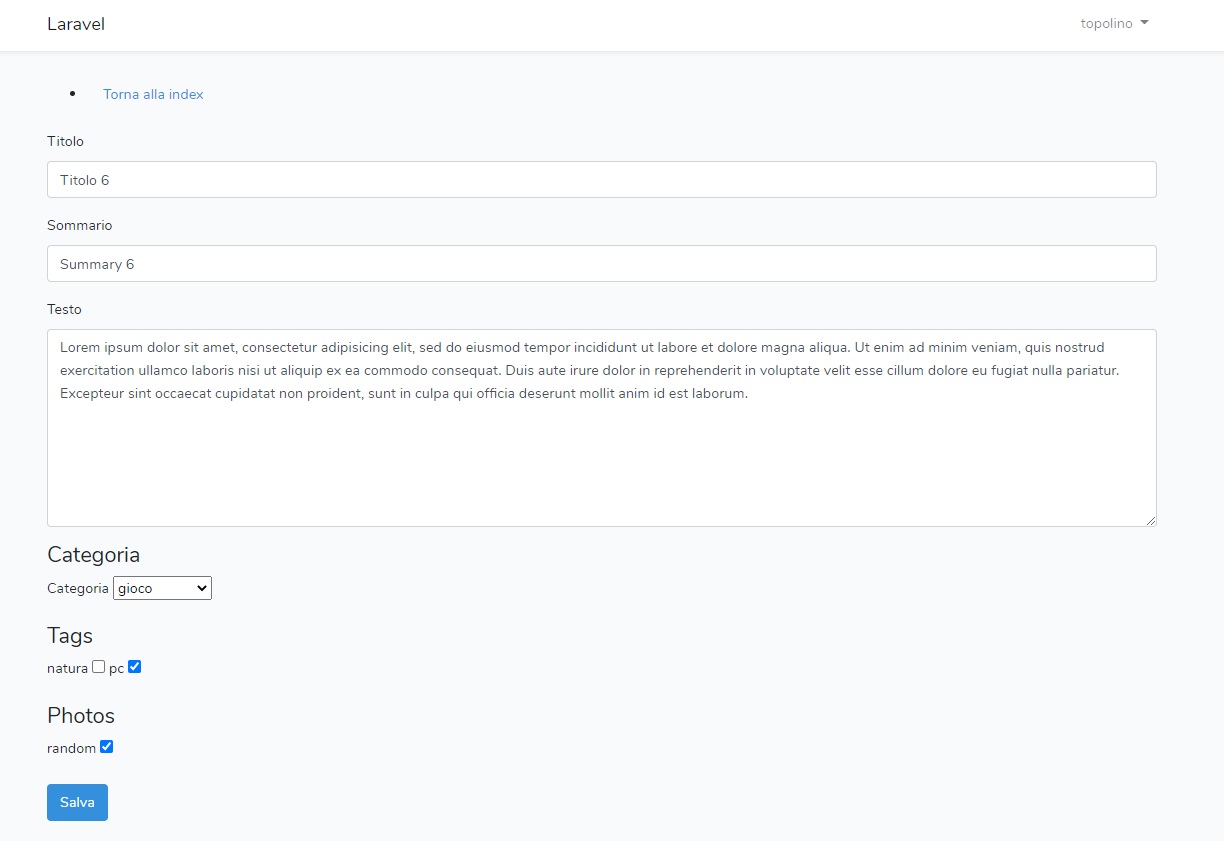 Laravel
topolino
Torna alla index
Titolo
Titolo 6
Sommario
Summary 6
Testo
Lorem ipsum dolor sit amet, consectetur adipisicing elit, sed do eiusmod tempor incididunt ut labore et dolore magna aliqua. Ut enim ad minim veniam, quis nostrud
exercitation ullamco laboris nisi ut aliquip ex ea commodo consequat. Duis aute irure dolor in reprehenderit in voluptate velit esse cillum dolore eu fugiat nulla pariatur.
Excepteur sint occaecat cupidatat non proident, sunt in culpa qui officia deserunt mollit anim id est laborum.
Categoria
Categoria gioco
Tags
natura pc
Photos
random
Salva